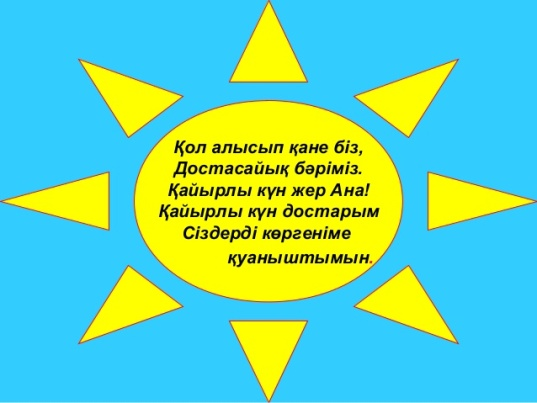 Қол алысып қане біз,
Достасайық бәріміз.
Қайырлы күн жер Ана!
Қайырлы күн достарым
Сіздерді көргеніме
қуаныштымын.